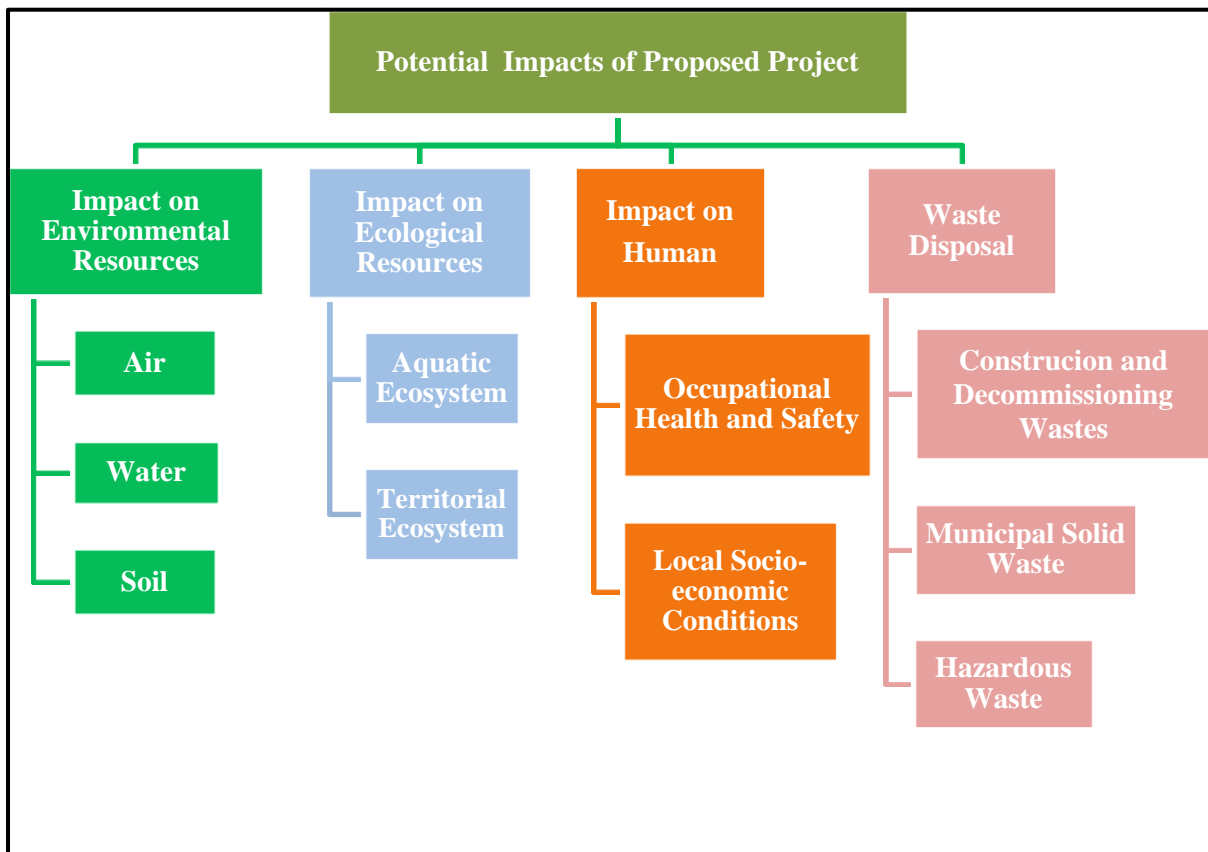 Potential Impacts of Proposed Project
Impact on
Environmental
Resources
Air
Water
Soil
Impact on
Ecological
Resources
Aquatic
Ecosystem
Territorial
Ecosystem
Impact on
Human
Occupational
Health and Safety
Local Socio-
economic
Conditions
Waste
Disposal
Construcion and
Decommissioning
Wastes
Municipal Solid
Waste
Hazardous
Waste